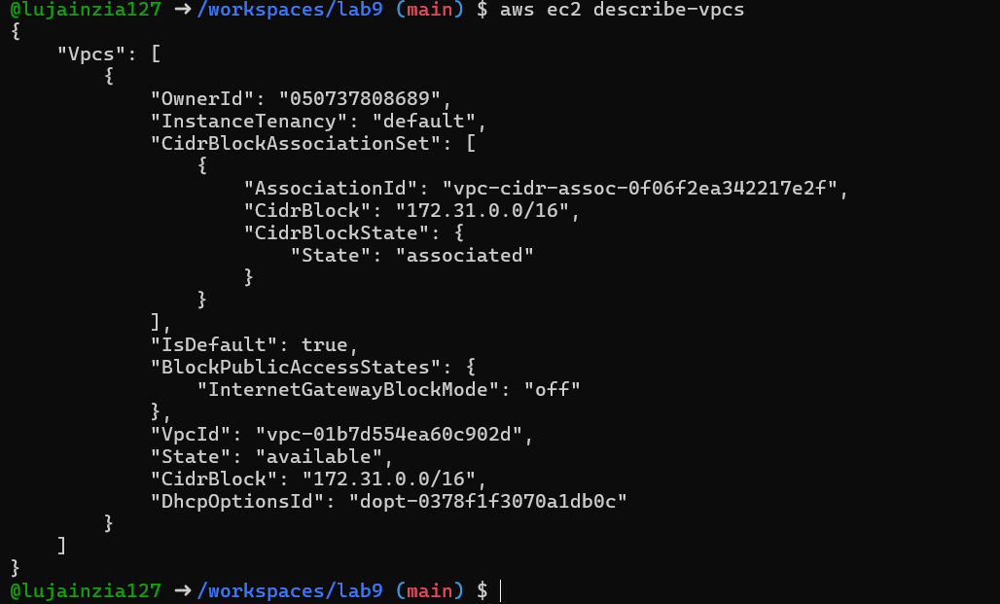 @lujainzia127 ➜ /workspaces/lab9 (main) $ aws ec2 describe-vpcs
{
    "Vpcs": [
        {
            "OwnerId": "050737808689",
            "InstanceTenancy": "default",
            "CidrBlockAssociationSet": [
                {
                    "AssociationId": "vpc-cidr-assoc-0f06f2ea342217e2f",
                    "CidrBlock": "172.31.0.0/16",
                    "CidrBlockState": {
                        "State": "associated"
                    }
                }
            ],
            "IsDefault": true,
            "BlockPublicAccessStates": {
                "InternetGatewayBlockMode": "off"
            },
            "VpcId": "vpc-01b7d554ea60c902d",
            "State": "available",
            "CidrBlock": "172.31.0.0/16",
            "DhcpOptionsId": "dopt-0378f1f3070a1db0c"
        }
    ]
}
@lujainzia127 ➜ /workspaces/lab9 (main) $